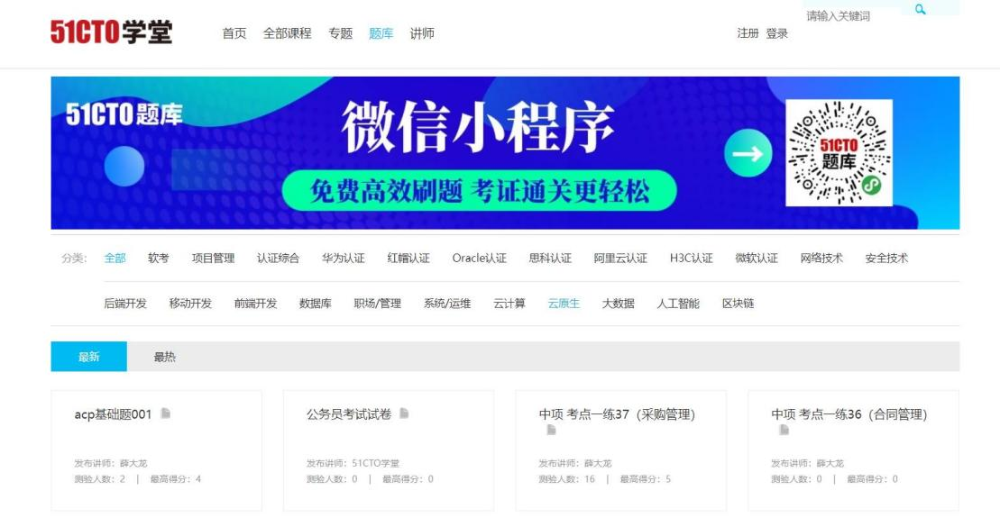 请输入关键词
51CTO学堂 首页 全部课程 专题 题库 讲师 注册 登录
51CTO题库
微信小程序
免费高效刷题 考证通关更轻松
51CTO
题库
分类： 全部 软考 项目管理 认证综合 华为认证 红帽认证 Oracle认证 思科认证 阿里云认证 H3C认证 微软认证 网络技术 安全技术
后端开发 移动开发 前端开发 数据库 职场/管理 系统/运维 云计算 云原生 大数据 人工智能 区块链
最新 最热
acp基础题001
发布讲师：薛大龙
测验人数：2 | 最高得分：4
公务员考试试卷
发布讲师：51CTO学堂
测验人数：0 | 最高得分：0
中项 考点一练37（采购管理）
发布讲师：薛大龙
测验人数：16 | 最高得分：5
中项 考点一练36（合同管理）
发布讲师：薛大龙
测验人数：0 | 最高得分：0